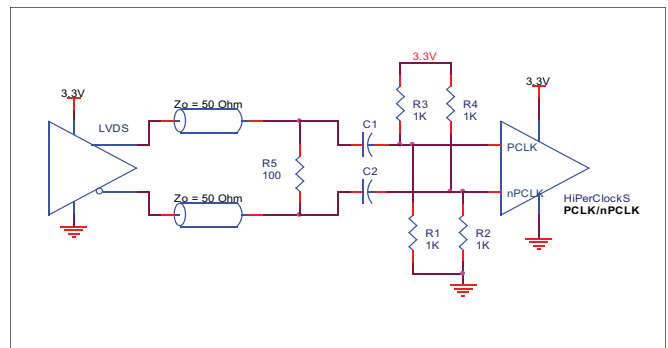 3.3V
3.3V
3.3V
Zo = 50 Ohm
LVDS
C1
R3
1K
R4
1K
PCLK
R5
100
C2
Zo = 50 Ohm
nPCLK
HiPerClockS
PCLK/nPCLK
R1
1K
R2
1K